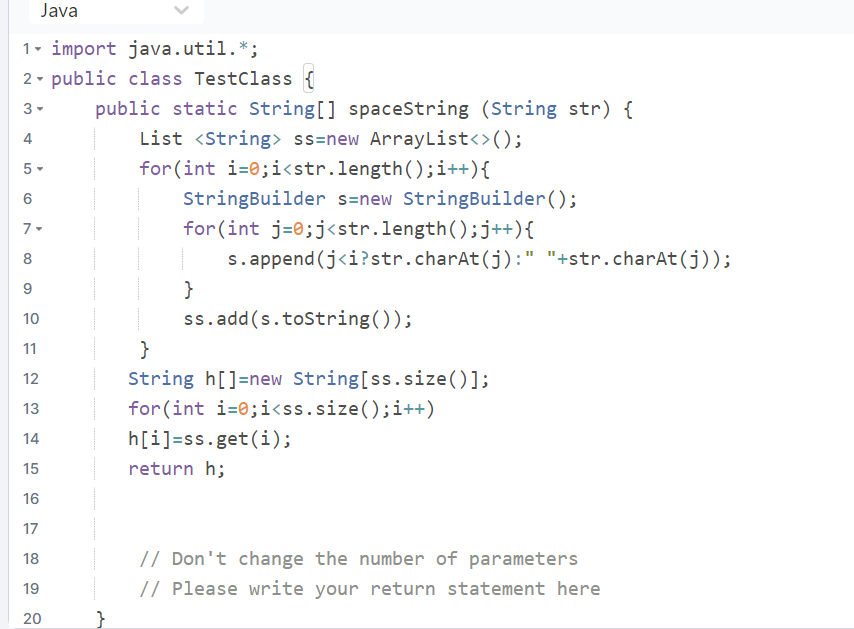 Java
1 import java.util.*;
2 public class TestClass {
3 public static String[] spaceString (String str) {
4 List <String> ss=new ArrayList<>();
5 for(int i=0;i<str.length();i++){
6 StringBuilder s=new StringBuilder();
7 for(int j=0;j<str.length();j++){
8 s.append(j<i?str.charAt(j):" "+str.charAt(j));
9 }
10 ss.add(s.toString());
11 }
12 String h[]=new String[ss.size()];
13 for(int i=0;i<ss.size();i++)
14 h[i]=ss.get(i);
15 return h;
16
17
18 // Don't change the number of parameters
19 // Please write your return statement here
20 }